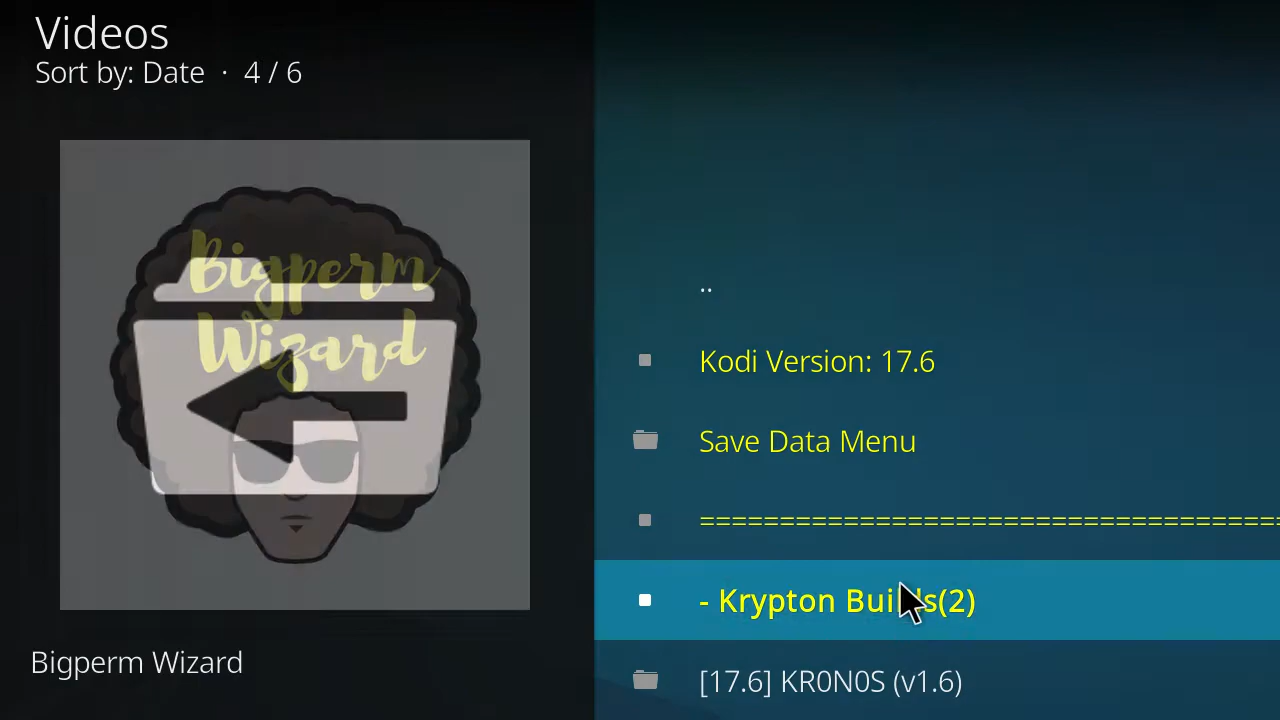 Videos
Sort by: Date · 4 / 6
Bigperm
Wizard
Bigperm Wizard
..
Kodi Version: 17.6
Save Data Menu
====================================
- Krypton Builds(2)
[17.6] KR0N0S (v1.6)